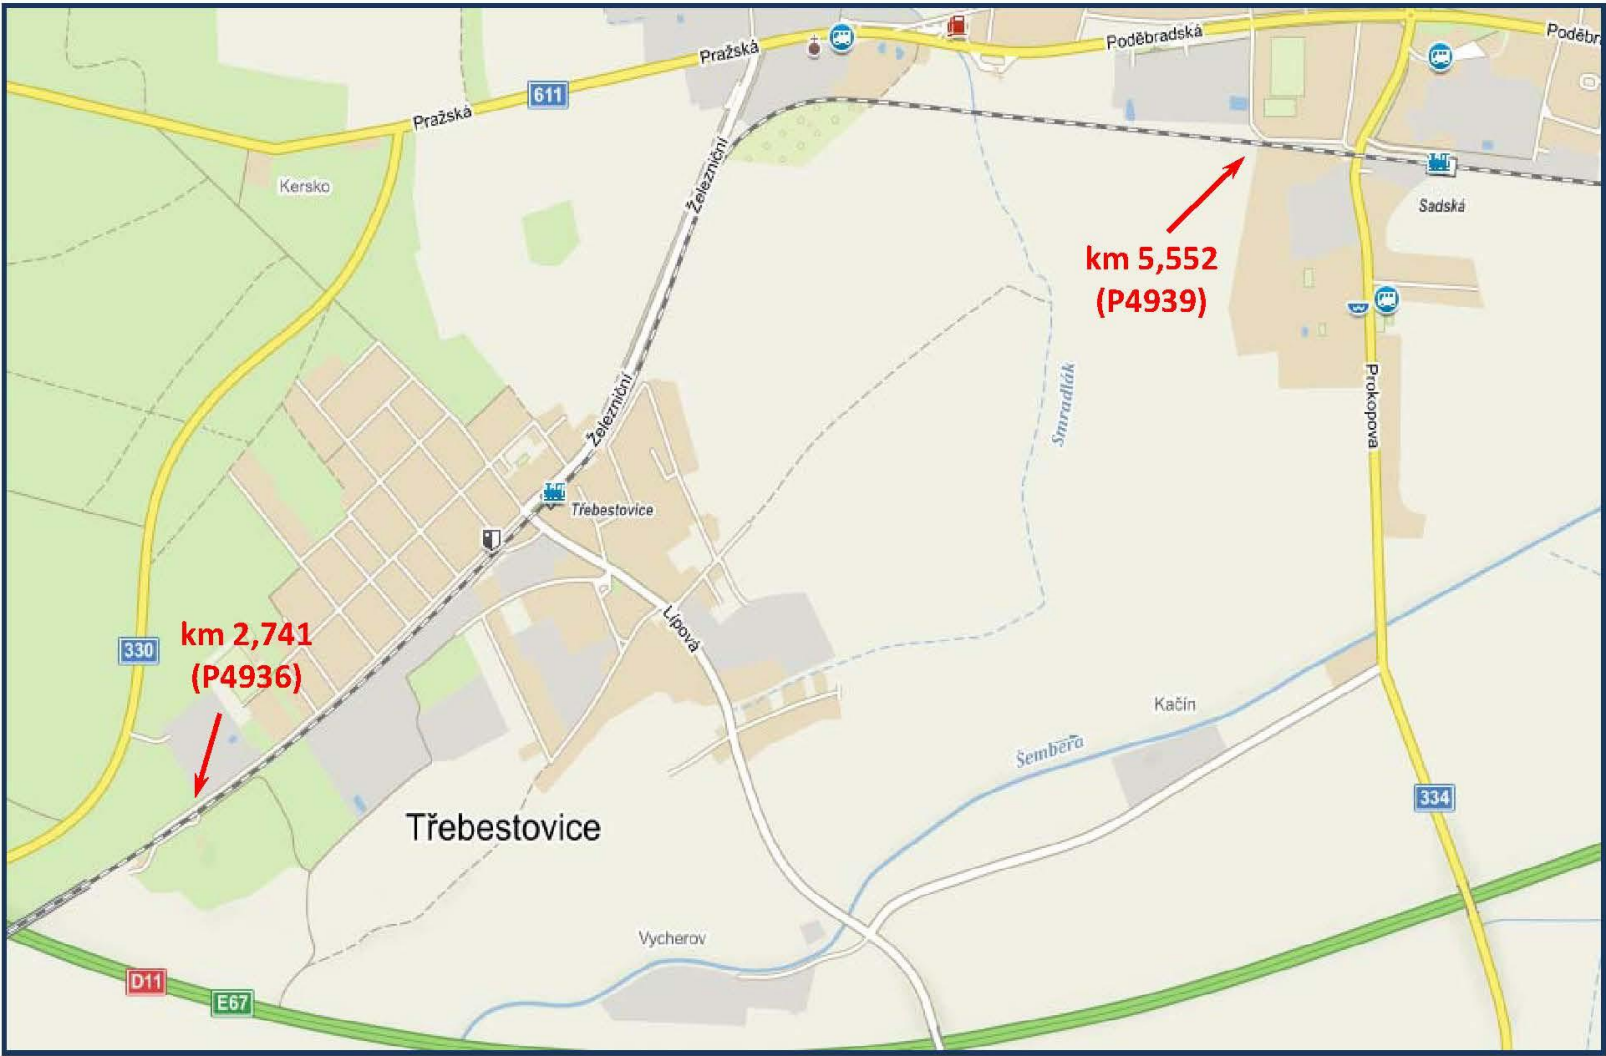 Pražská
Poděbradská
Poděbr
611
Pražská
Železniční
Kersko
Sadská
km 5,552
(P4939)
Železniční
Smradlák
Prokopova
Třebestovice
Lípová
330
km 2,741
(P4936)
Kačín
Šembera
334
Třebestovice
Vycherov
D11
E67